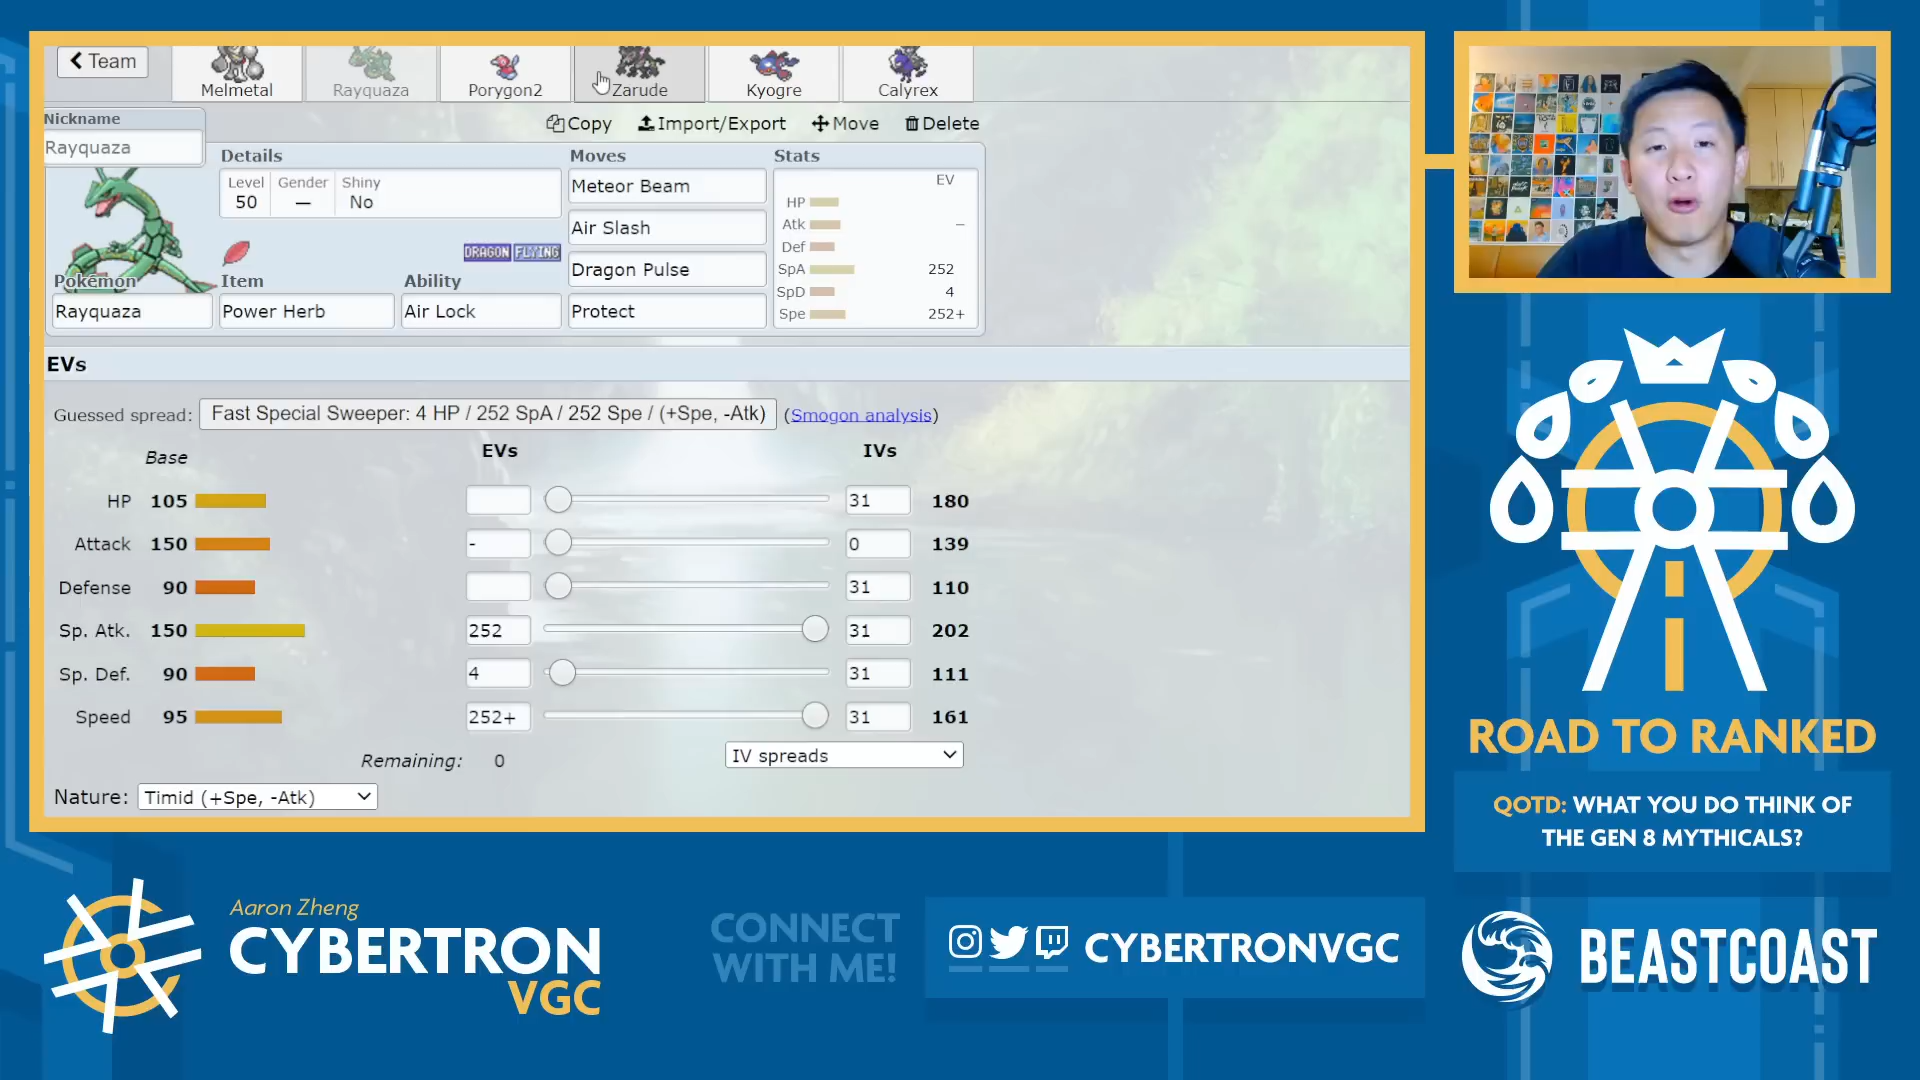 Team
Melmetal
Rayquaza
Porygon2
Zarude
Kyogre
Calyrex
Nickname
Rayquaza
Copy
Import/Export
Move
Delete
Details
Level
50
Gender
—
Shiny
No
DRAGON
FLYING
Pokémon
Rayquaza
Item
Power Herb
Ability
Air Lock
Moves
Meteor Beam
Air Slash
Dragon Pulse
Protect
Stats
EV
HP
Atk –
Def
SpA 252
SpD 4
Spe 252+
EVs
Guessed spread: Fast Special Sweeper: 4 HP / 252 SpA / 252 Spe / (+Spe, -Atk) (Smogon analysis)
Base EVs IVs
HP 105 31 180
Attack 150 - 0 139
Defense 90 31 110
Sp. Atk. 150 252 31 202
Sp. Def. 90 4 31 111
Speed 95 252+ 31 161
Remaining: 0 IV spreads
Nature: Timid (+Spe, -Atk)
ROAD TO RANKED
QOTD: WHAT YOU DO THINK OF
THE GEN 8 MYTHICALS?
Aaron Zheng
CYBERTRON
VGC
CONNECT
WITH ME!
CYBERTRONVGC
BEASTCOAST